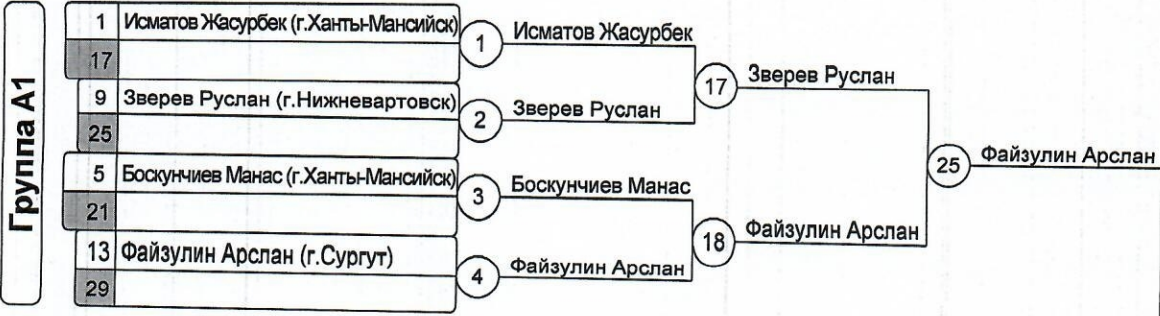 Группа А1
1 Исматов Жасурбек (г.Ханты-Мансийск)
17
9 Зверев Руслан (г.Нижневартовск)
25
5 Боскунчиев Манас (г.Ханты-Мансийск)
21
13 Файзулин Арслан (г.Сургут)
29
1 Исматов Жасурбек
2 Зверев Руслан
3 Боскунчиев Манас
4 Файзулин Арслан
17 Зверев Руслан
18 Файзулин Арслан
25 Файзулин Арслан